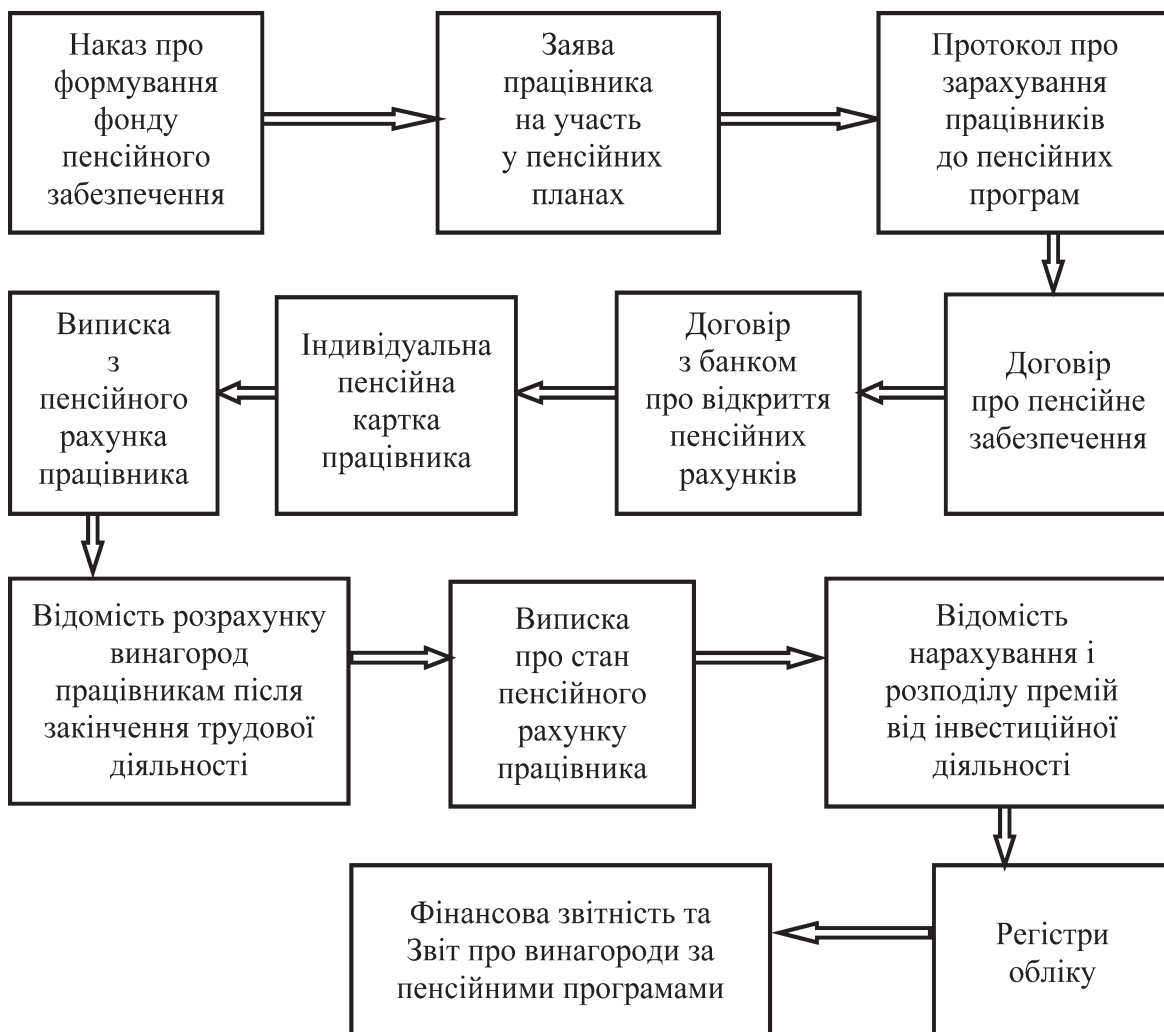 Наказ про
формування
фонду
пенсійного
забезпечення
Заява
працівника
на участь
у пенсійних
планах
Протокол про
зарахування
працівників
до пенсійних
програм
Договір
про пенсійне
забезпечення
Договір
з банком
про відкриття
пенсійних
рахунків
Індивідуальна
пенсійна
картка
працівника
Виписка
з
пенсійного
рахунка
працівника
Відомість розрахунку
винагород
працівникам після
закінчення трудової
діяльності
Виписка
про стан
пенсійного
рахунку
працівника
Відомість
нарахування і
розподілу премій
від інвестиційної
діяльності
Регістри
обліку
Фінансова звітність та
Звіт про винагороди за
пенсійними програмами